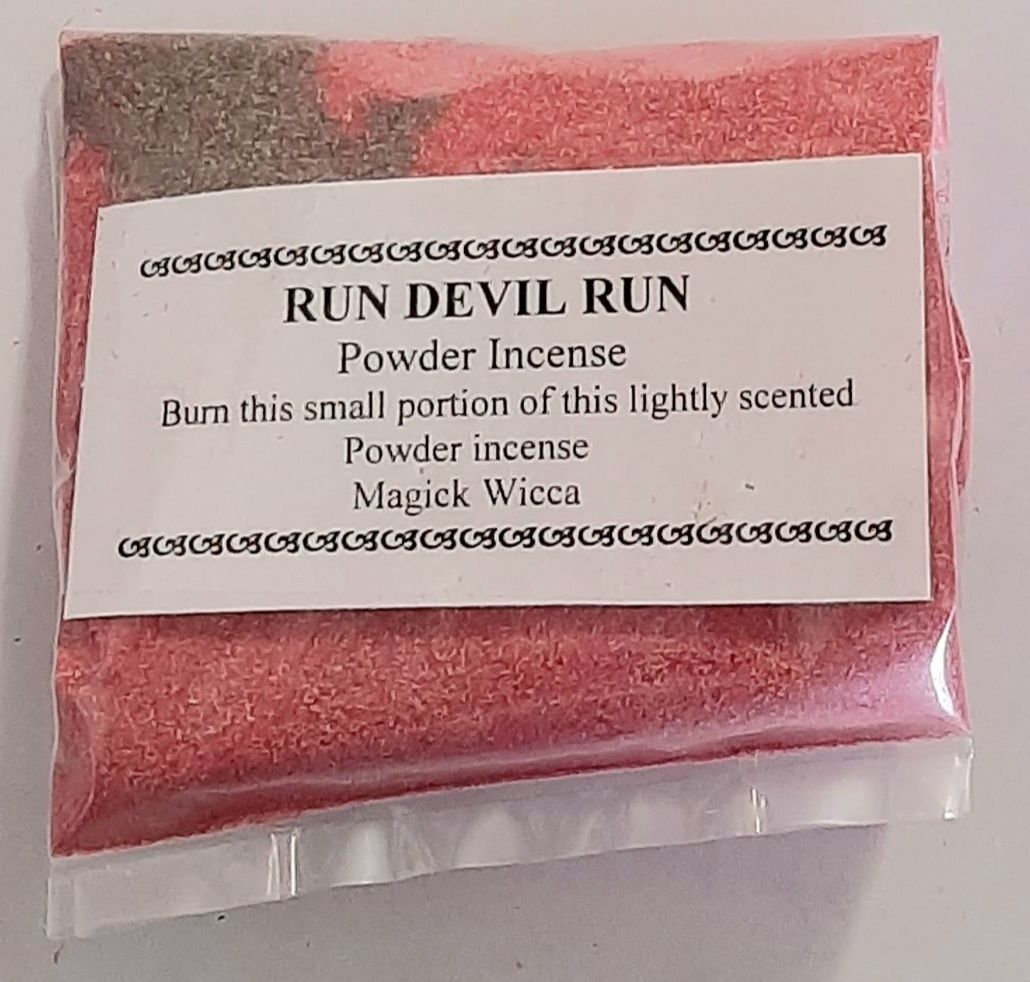 RUN DEVIL RUN
Powder Incense
Burn this small portion of this lightly scented
Powder incense
Magick Wicca